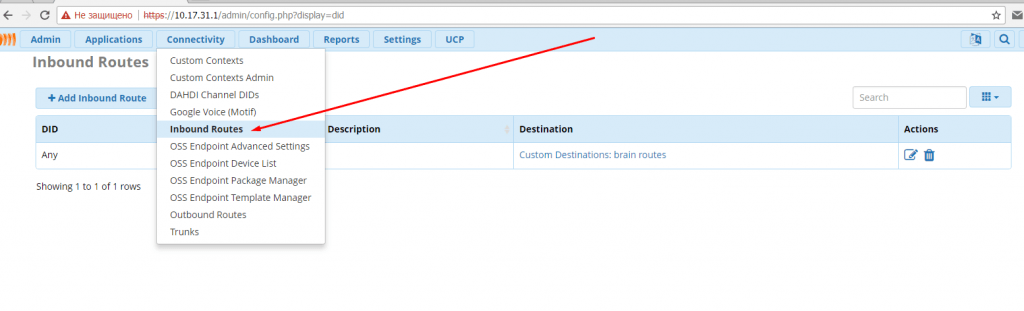 Не защищено https://10.17.31.1/admin/config.php?display=did
Admin Applications Connectivity Dashboard Reports Settings UCP
Inbound Routes
Custom Contexts
Custom Contexts Admin
DAHDI Channel DIDs
Google Voice (Motif)
Inbound Routes
OSS Endpoint Advanced Settings
OSS Endpoint Device List
OSS Endpoint Package Manager
OSS Endpoint Template Manager
Outbound Routes
Trunks
+ Add Inbound Route
Search
DID Description Destination Actions
Any Custom Destinations: brain routes
Showing 1 to 1 of 1 rows